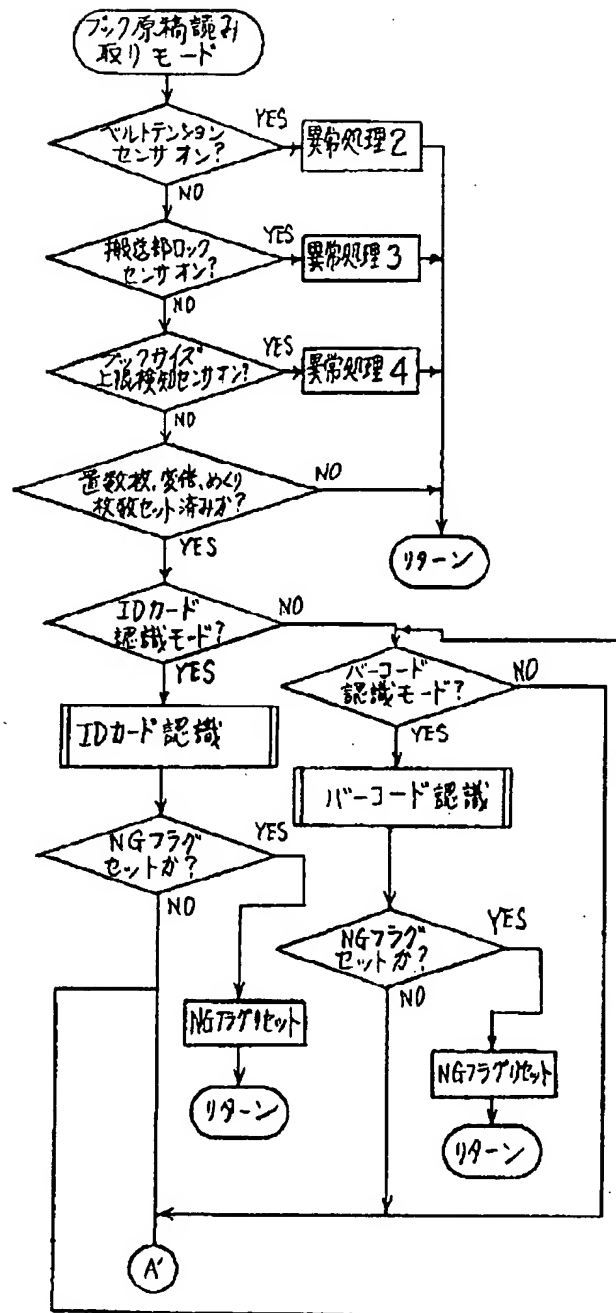 ブック原稿読み
取りモード
ベルトテンション
センサオン?
YES
異常処理2
NO
搬送部ロック
センサオン?
YES
異常処理3
NO
ブックサイズ
上限検知センサオン?
YES
異常処理4
NO
置数枚,変倍,めくり
枚数セット済みか?
NO
リターン
YES
IDカード
認識モード?
NO
YES
バーコード
認識モード?
NO
YES
IDカード認識
バーコード認識
NGフラグ
セットか?
YES
NO
NGフラグ
セットか?
YES
NO
NGフラグリセット
リターン
NGフラグリセット
リターン
A'